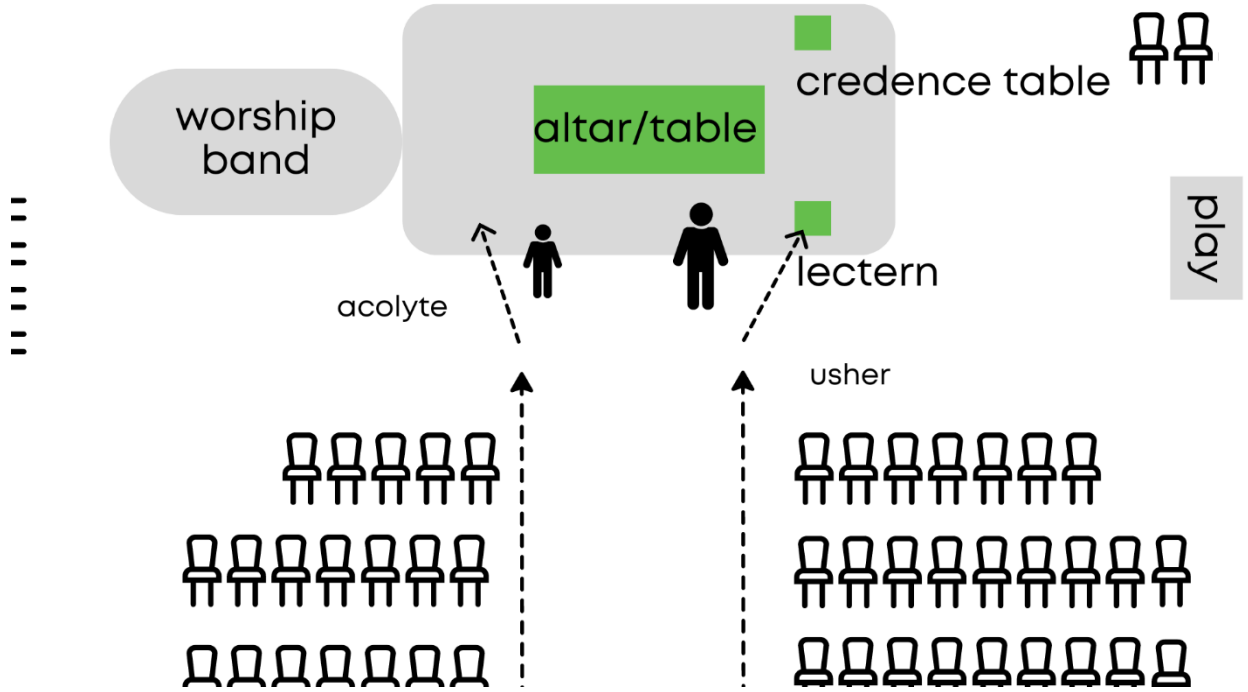 worship
band
altar/table
credence table
play
lectern
acolyte
usher